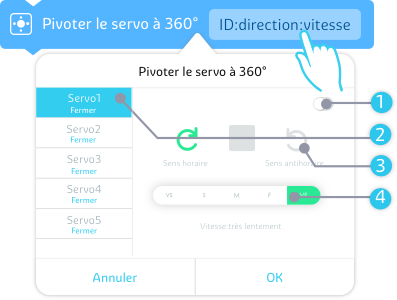 Pivoter le servo à 360° ID:direction:vitesse
Pivoter le servo à 360°
Servo1
Fermer
1
Servo2
Fermer
2
Servo3
Fermer
Sens horaire
Sens antihoraire
3
Servo4
Fermer
VS S M F VF
4
Servo5
Fermer
Vitesse très lentement
Annuler OK